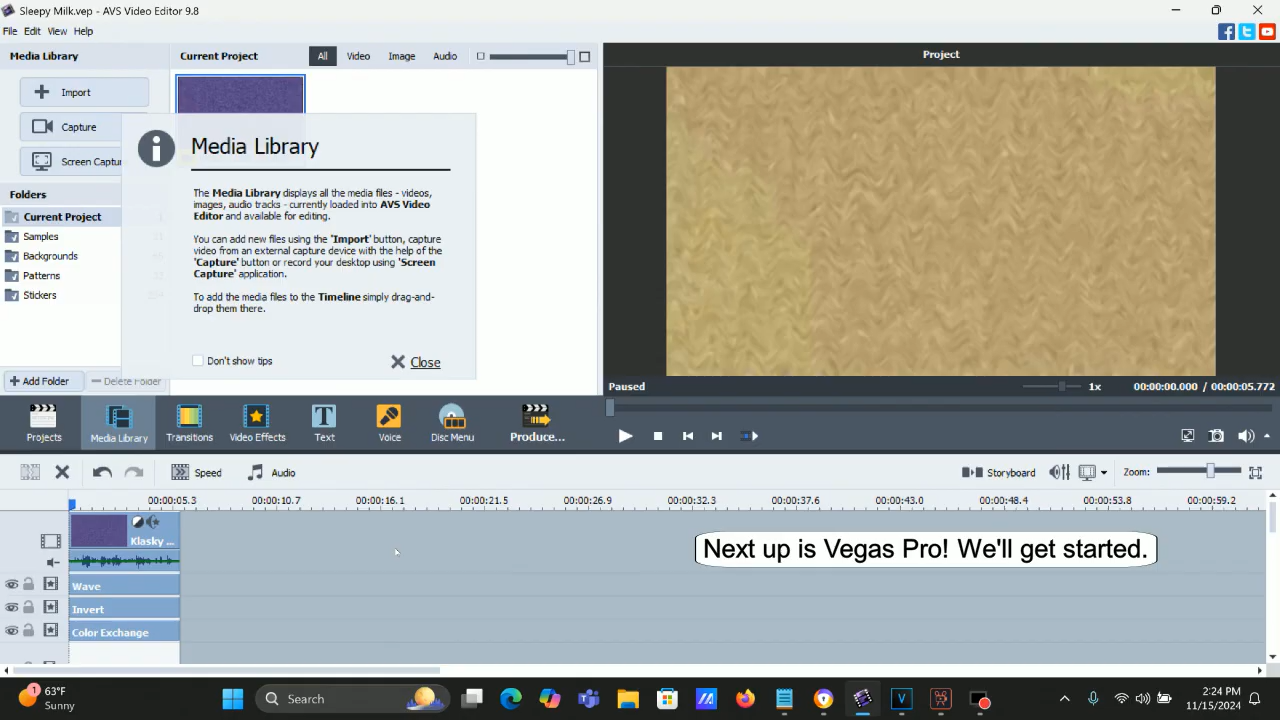 Sleepy Milk.vep - AVS Video Editor 9.8
File Edit View Help
Media Library
Current Project
All Video Image Audio
Project
Import
Capture
Screen Captu
Folders
Current Project
Samples
Backgrounds
Patterns
Stickers
Add Folder
Delete Folder
Media Library
The Media Library displays all the media files - videos,
images, audio tracks - currently loaded into AVS Video
Editor and available for editing.
You can add new files using the 'Import' button, capture
video from an external capture device with the help of the
'Capture' button or record your desktop using 'Screen
Capture' application.
To add the media files to the Timeline simply drag-and-
drop them there.
Don't show tips
Close
Paused
1x
00:00:00.000 / 00:00:05.772
Projects
Media Library
Transitions
Video Effects
Text
Voice
Disc Menu
Produce...
Speed
Audio
Storyboard
Zoom:
00:00:05.3 00:00:10.7 00:00:16.1 00:00:21.5 00:00:26.9 00:00:32.3 00:00:37.6 00:00:43.0 00:00:48.4 00:00:53.8 00:00:59.2
Klasky ...
Wave
Invert
Color Exchange
Next up is Vegas Pro! We'll get started.
1
63°F
Sunny
Search
2:24 PM
11/15/2024